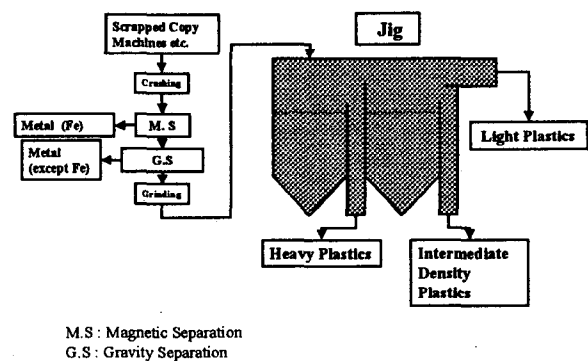 Scrapped Copy
Machines etc.
Jig
Crushing
Metal (Fe)
M. S
Metal
(except Fe)
G.S
Grinding
Light Plastics
Heavy Plastics
Intermediate
Density
Plastics
M.S : Magnetic Separation
G.S : Gravity Separation